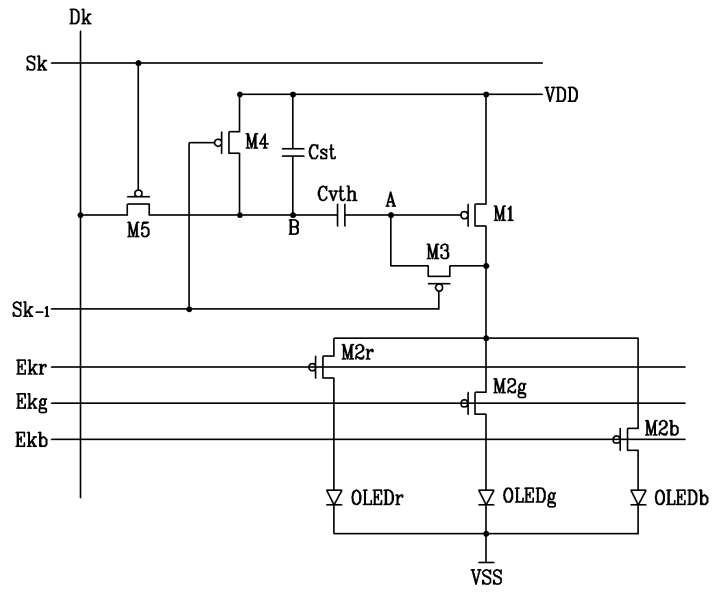 Dk
Sk
VDD
M4
Cst
Cvth
A
M1
M5
B
M3
Sk-1
M2r
Ekr
M2g
Ekg
M2b
Ekb
OLEDr
OLEDg
OLEDb
VSS